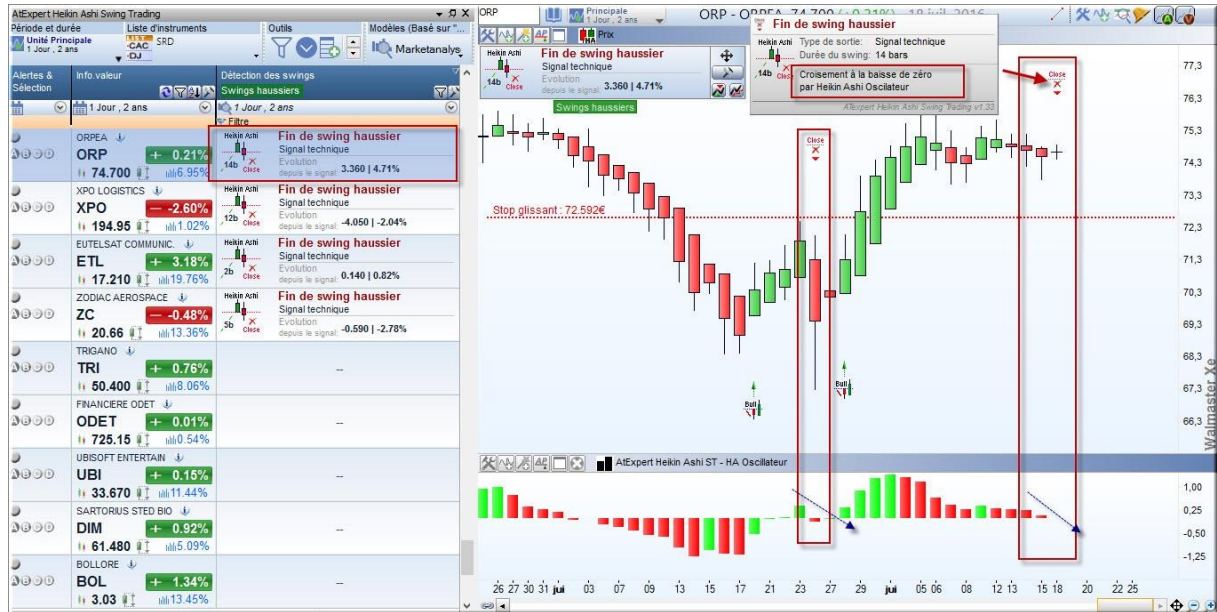 AtExpert Heikin Ashi Swing Trading
Période et durée
Liste d'instruments
Outils
Modèles (Basé sur "...
Unité Principale
1 Jour , 2 ans
LIST
-CAC
-DJ
SRD
Marketanalys
Alertes &
Sélection
Info.valeur
Détection des swings
Swings haussiers
1 Jour , 2 ans
1 Jour , 2 ans
Filtre
ORPEA
ORP
+ 0.21%
74.700
6.95%
Heikin Ashi
14b
Close
Fin de swing haussier
Signal technique
Evolution
depuis le signal: 3.360 | 4.71%
XPO LOGISTICS
XPO
-2.60%
194.95
1.02%
Heikin Ashi
12b
Close
Fin de swing haussier
Signal technique
Evolution
depuis le signal: -4.050 | -2.04%
EUTELSAT COMMUNIC.
ETL
+ 3.18%
17.210
19.76%
Heikin Ashi
2b
Close
Fin de swing haussier
Signal technique
Evolution
depuis le signal: 0.140 | 0.82%
ZODIAC AEROSPACE
ZC
-0.48%
20.66
13.36%
Heikin Ashi
5b
Close
Fin de swing haussier
Signal technique
Evolution
depuis le signal: -0.590 | -2.78%
TRIGANO
TRI
+ 0.76%
50.400
8.06%
--
FINANCIERE ODET
ODET
+ 0.01%
725.15
0.54%
--
UBISOFT ENTERTAIN
UBI
+ 0.15%
33.670
11.44%
--
SARTORIUS STED BIO
DIM
+ 0.92%
61.480
5.09%
--
BOLLORE
BOL
+ 1.34%
3.03
13.45%
--
ORP
Principale
1 Jour , 2 ans
ORP - ORPEA 74.700 (+0.21%) 18 juil. 2016
Prix
Heikin Ashi
14b
Close
Fin de swing haussier
Signal technique
Evolution
depuis le signal: 3.360 | 4.71%
Swings haussiers
Fin de swing haussier
Close
Heikin Ashi
14b
Close
Type de sortie: Signal technique
Durée du swing: 14 bars
Croisement à la baisse de zéro
par Heikin Ashi Oscilateur
ATexpert Heikin Ashi Swing Trading v1.33
Close
Close
Stop glissant : 72.592€
Bull
Bull
77,3
76,3
75,3
74,3
73,3
72,3
71,3
70,3
69,3
68,3
67,3
66,3
Walmaster Xe
AtExpert Heikin Ashi ST - HA Oscillateur
1,00
0,25
-0,50
-1,25
26 27 30 31 jui 03 07 09 13 15 17 21 23 27 29 jui 05 06 08 12 13 15 18 20 22 25